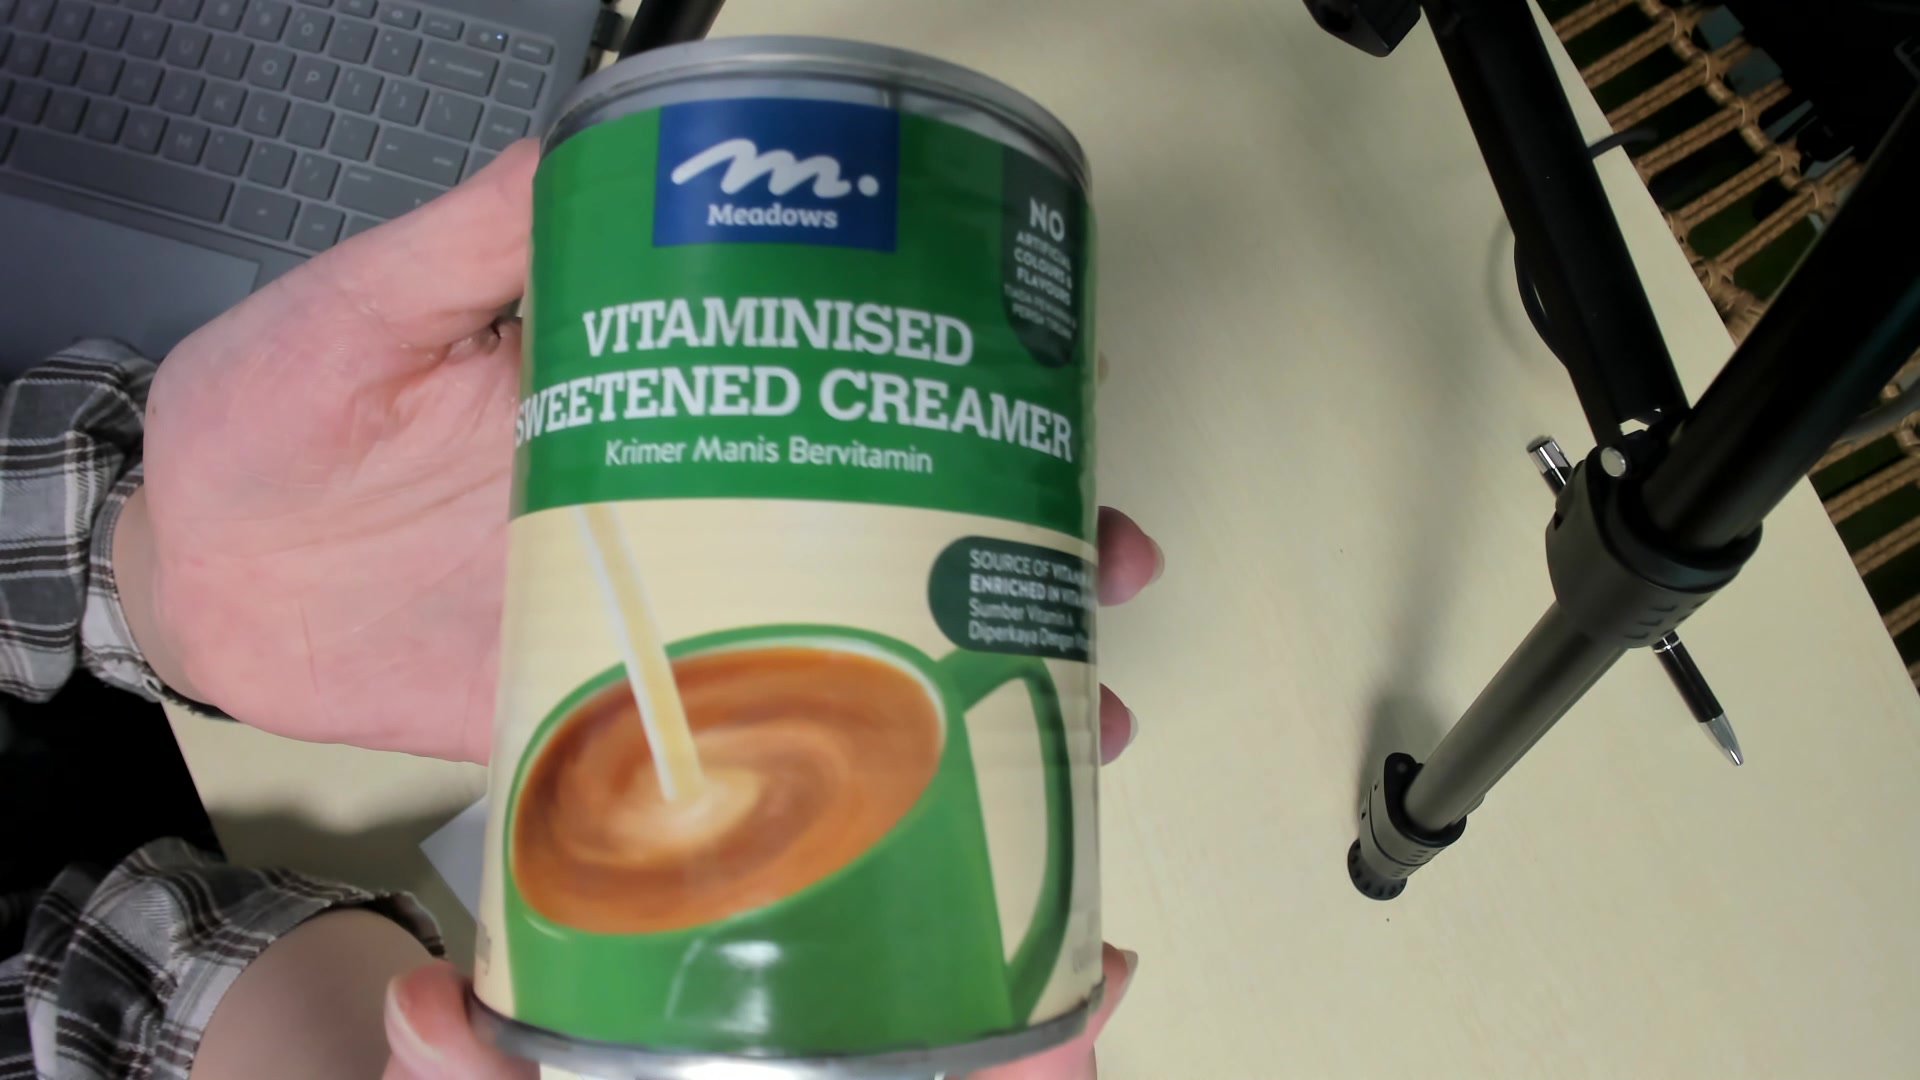 m.
Meadows
NO
ARTIFICIAL
COLOURS &
FLAVOURS
VITAMINISED
SWEETENED CREAMER
Krimer Manis Bervitamin
SOURCE OF
ENRICHED IN
Sumber Vitamin A
Diperkaya Dengan